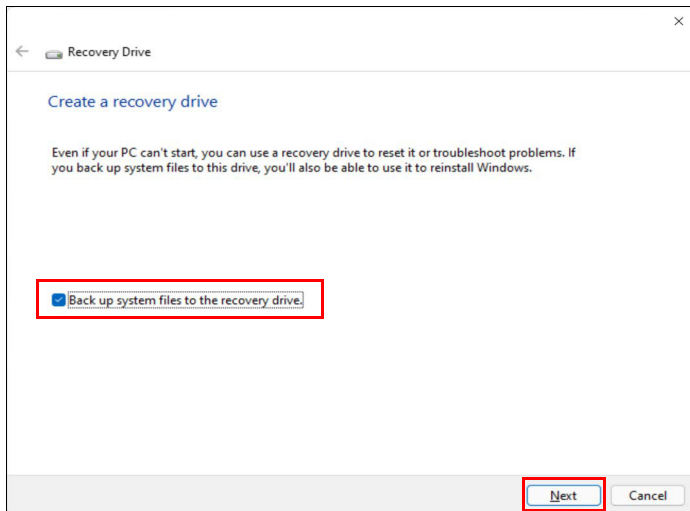 Recovery Drive
Create a recovery drive
Even if your PC can't start, you can use a recovery drive to reset it or troubleshoot problems. If
you back up system files to this drive, you'll also be able to use it to reinstall Windows.
Back up system files to the recovery drive.
Next
Cancel